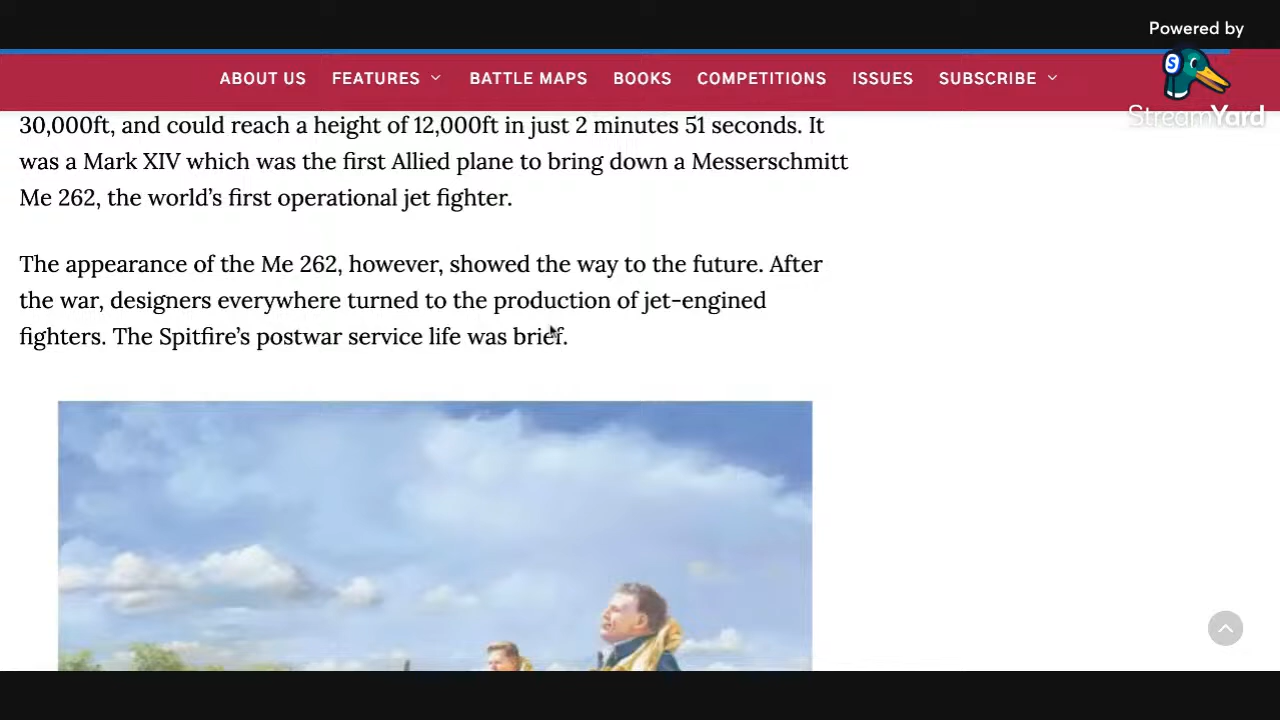 Powered by
StreamYard
ABOUT US FEATURES BATTLE MAPS BOOKS COMPETITIONS ISSUES SUBSCRIBE
30,000ft, and could reach a height of 12,000ft in just 2 minutes 51 seconds. It
was a Mark XIV which was the first Allied plane to bring down a Messerschmitt
Me 262, the world’s first operational jet fighter.
The appearance of the Me 262, however, showed the way to the future. After
the war, designers everywhere turned to the production of jet-engined
fighters. The Spitfire’s postwar service life was brief.